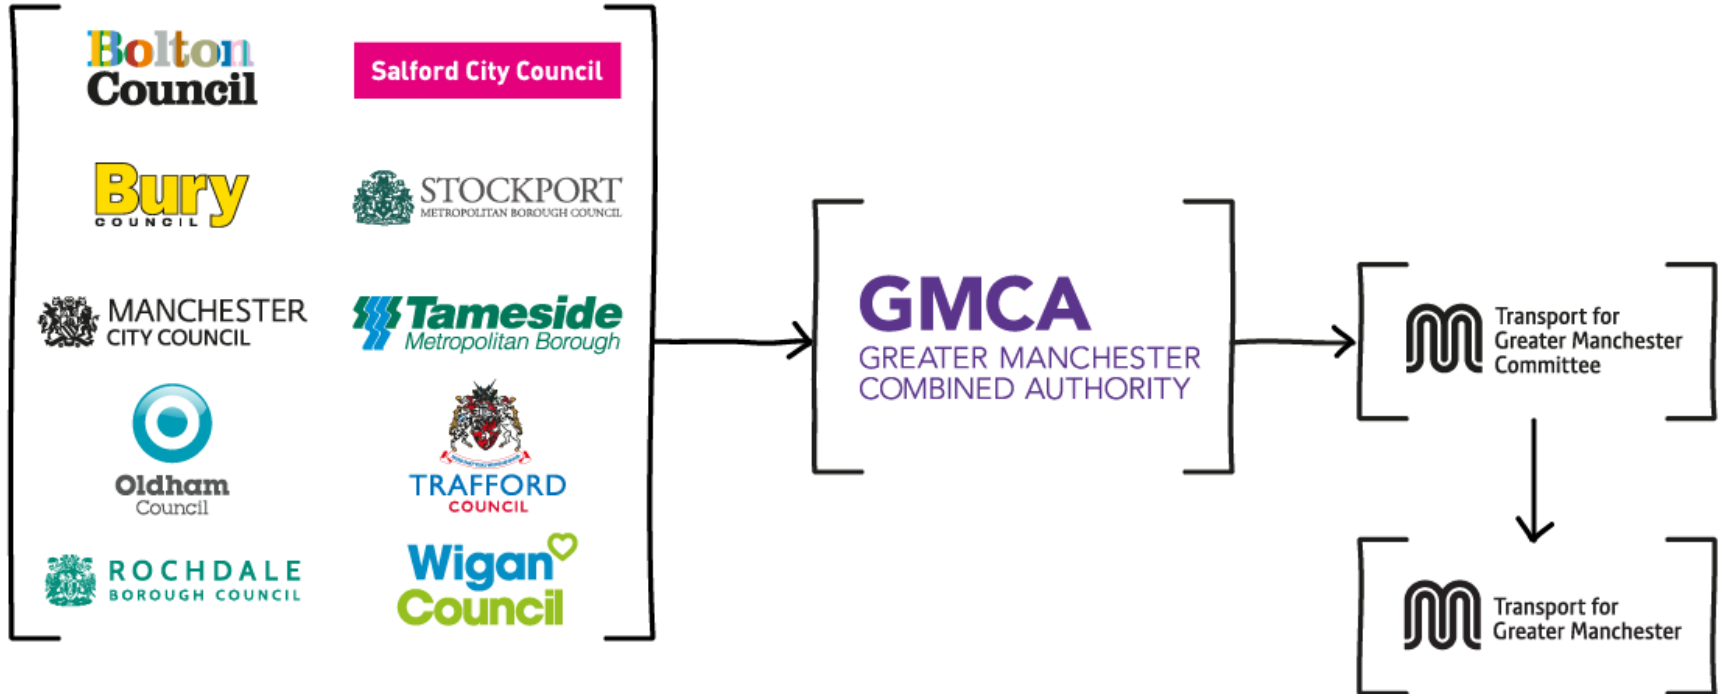 Bolton
Council
Salford City Council
Bury
COUNCIL
STOCKPORT
METROPOLITAN BOROUGH COUNCIL
MANCHESTER
CITY COUNCIL
Tameside
Metropolitan Borough
Oldham
Council
TRAFFORD
COUNCIL
ROCHDALE
BOROUGH COUNCIL
Wigan
Council
GMCA
GREATER MANCHESTER
COMBINED AUTHORITY
Transport for
Greater Manchester
Committee
Transport for
Greater Manchester